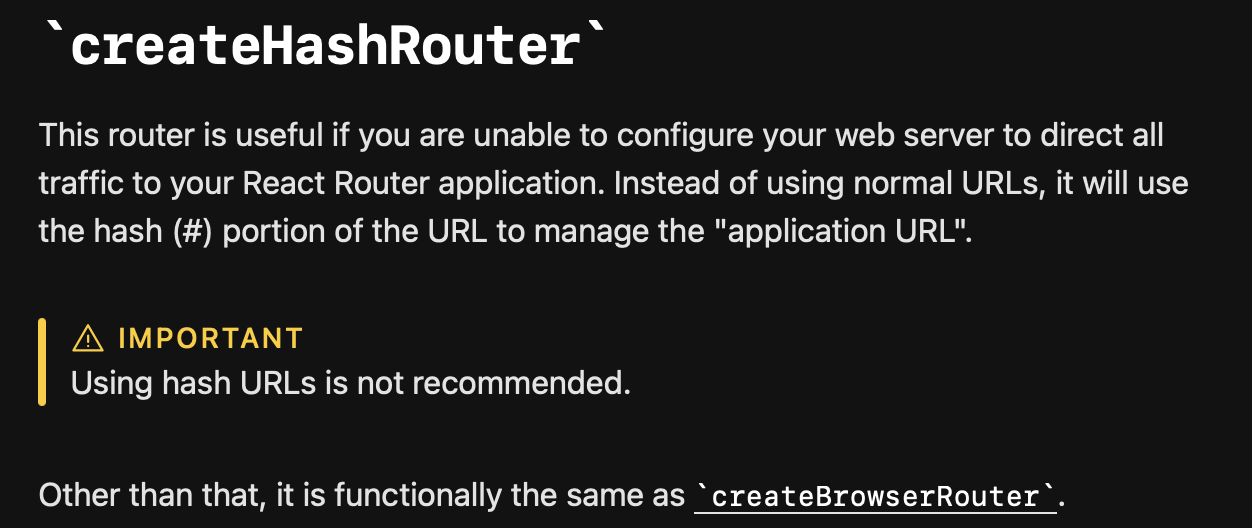 `createHashRouter`
This router is useful if you are unable to configure your web server to direct all
traffic to your React Router application. Instead of using normal URLs, it will use
the hash (#) portion of the URL to manage the "application URL".
IMPORTANT
Using hash URLs is not recommended.
Other than that, it is functionally the same as `createBrowserRouter`.